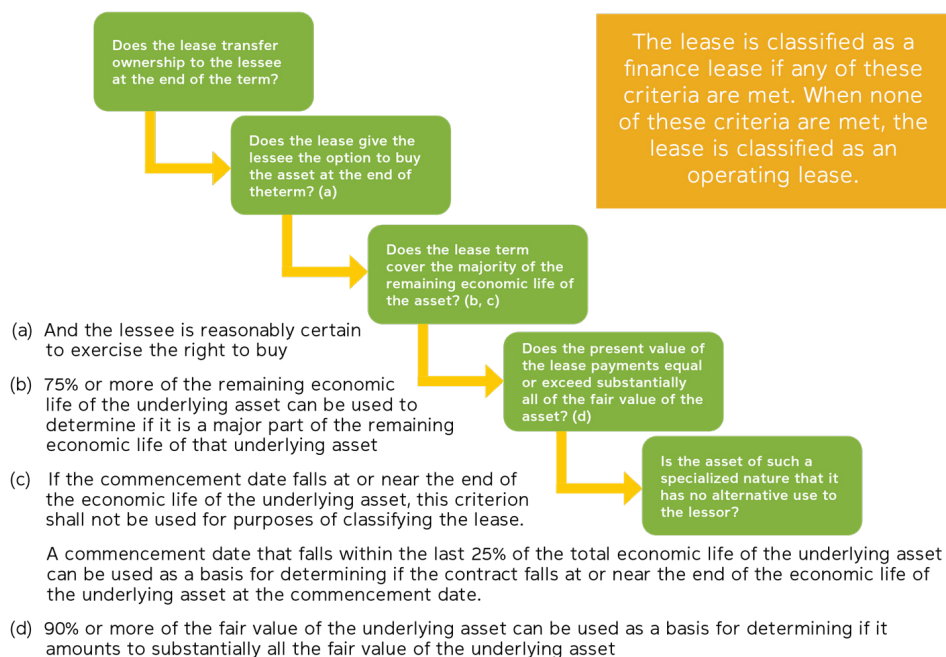 Does the lease transfer
ownership to the lessee
at the end of the term?
The lease is classified as a
finance lease if any of these
criteria are met. When none
of these criteria are met, the
lease is classified as an
operating lease.
Does the lease give the
lessee the option to buy
the asset at the end of
theterm? (a)
Does the lease term
cover the majority of the
remaining economic life of
the asset? (b, c)
Does the present value of
the lease payments equal
or exceed substantially
all of the fair value of the
asset? (d)
Is the asset of such a
specialized nature that it
has no alternative use to
the lessor?
(a) And the lessee is reasonably certain
to exercise the right to buy
(b) 75% or more of the remaining economic
life of the underlying asset can be used to
determine if it is a major part of the remaining
economic life of that underlying asset
(c) If the commencement date falls at or near the end of
the economic life of the underlying asset, this criterion
shall not be used for purposes of classifying the lease.
A commencement date that falls within the last 25% of the total economic life of the underlying asset
can be used as a basis for determining if the contract falls at or near the end of the economic life of
the underlying asset at the commencement date.
(d) 90% or more of the fair value of the underlying asset can be used as a basis for determining if it
amounts to substantially all the fair value of the underlying asset